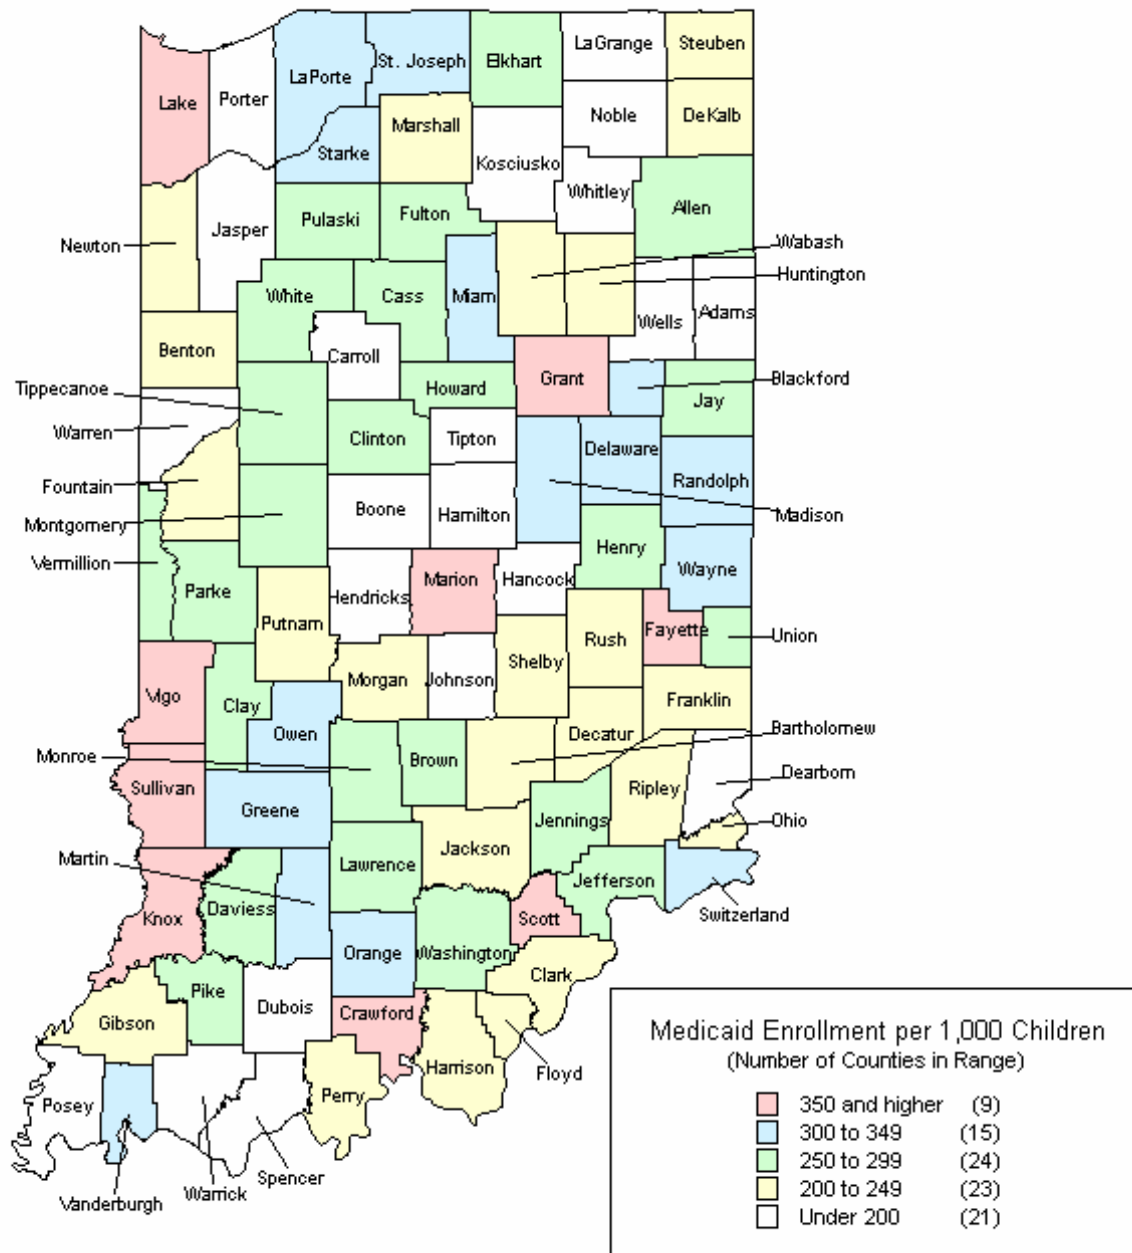 LaGrange
Steuben
St. Joseph
Elkhart
LaPorte
Porter
Lake
Noble
DeKalb
Marshall
Starke
Kosciusko
Whitley
Allen
Pulaski
Fulton
Jasper
Newton
Wabash
Huntington
White
Cass
Miam
Wells
Adams
Benton
Carroll
Grant
Blackford
Tippecanoe
Howard
Jay
Warren
Clinton
Tipton
Delaware
Randolph
Fountain
Boone
Hamilton
Madison
Montgomery
Henry
Vermillion
Wayne
Parke
Hendricks
Marion
Hancock
Putnam
Rush
Fayette
Union
Shelby
Morgan
Johnson
Vigo
Clay
Franklin
Owen
Decatur
Bartholomew
Monroe
Brown
Dearborn
Sullivan
Greene
Ripley
Jennings
Ohio
Jackson
Martin
Lawrence
Jefferson
Daviess
Knox
Scott
Switzerland
Orange
Washington
Clark
Pike
Dubois
Crawford
Gibson
Harrison
Floyd
Perry
Posey
Spencer
Warrick
Vanderburgh
Medicaid Enrollment per 1,000 Children
(Number of Counties in Range)
350 and higher (9)
300 to 349 (15)
250 to 299 (24)
200 to 249 (23)
Under 200 (21)